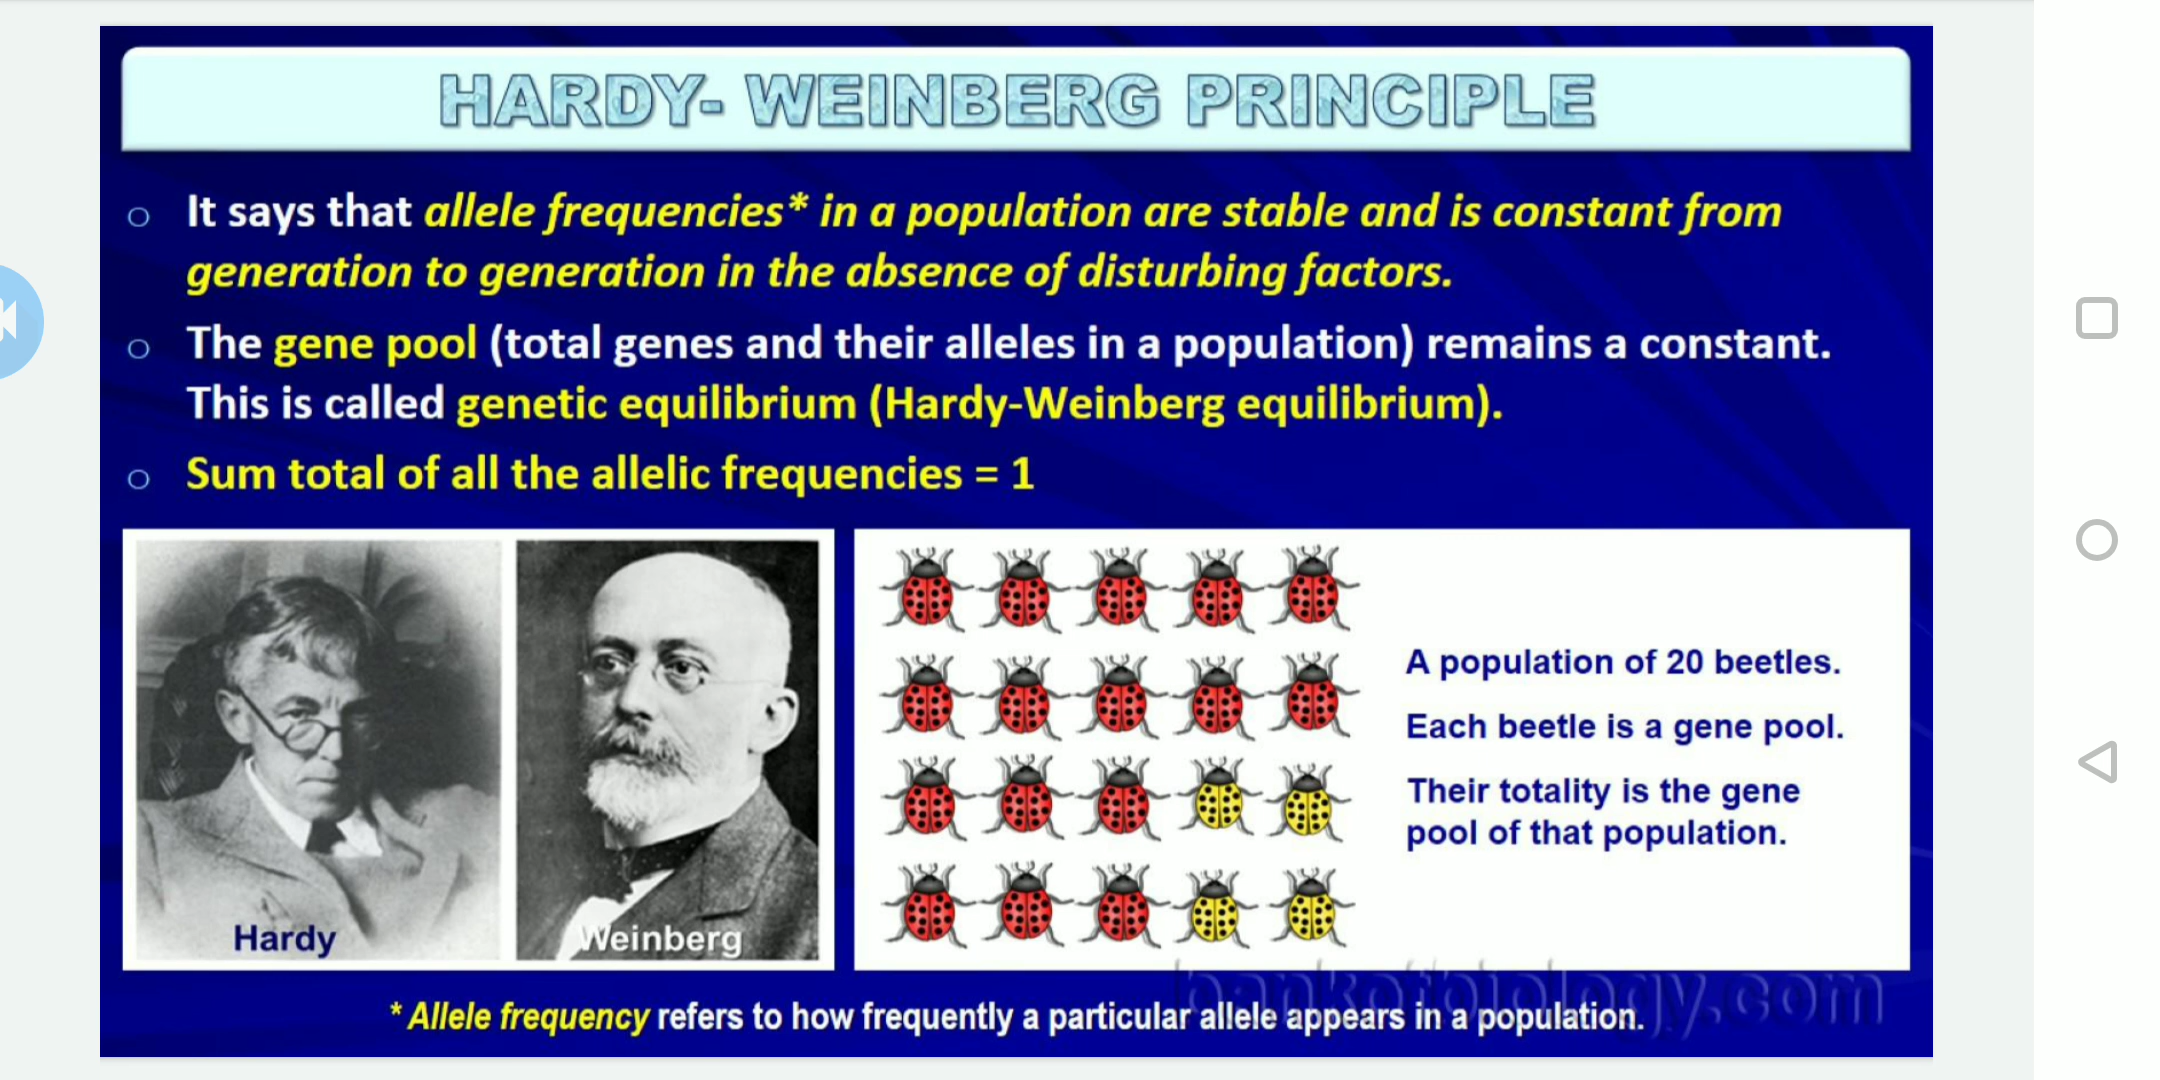 HARDY- WEINBERG PRINCIPLE
It says that allele frequencies* in a population are stable and is constant from
generation to generation in the absence of disturbing factors.
The gene pool (total genes and their alleles in a population) remains a constant.
This is called genetic equilibrium (Hardy-Weinberg equilibrium).
Sum total of all the allelic frequencies = 1
Hardy
Weinberg
A population of 20 beetles.
Each beetle is a gene pool.
Their totality is the gene
pool of that population.
bankofbiology.com
* Allele frequency refers to how frequently a particular allele appears in a population.